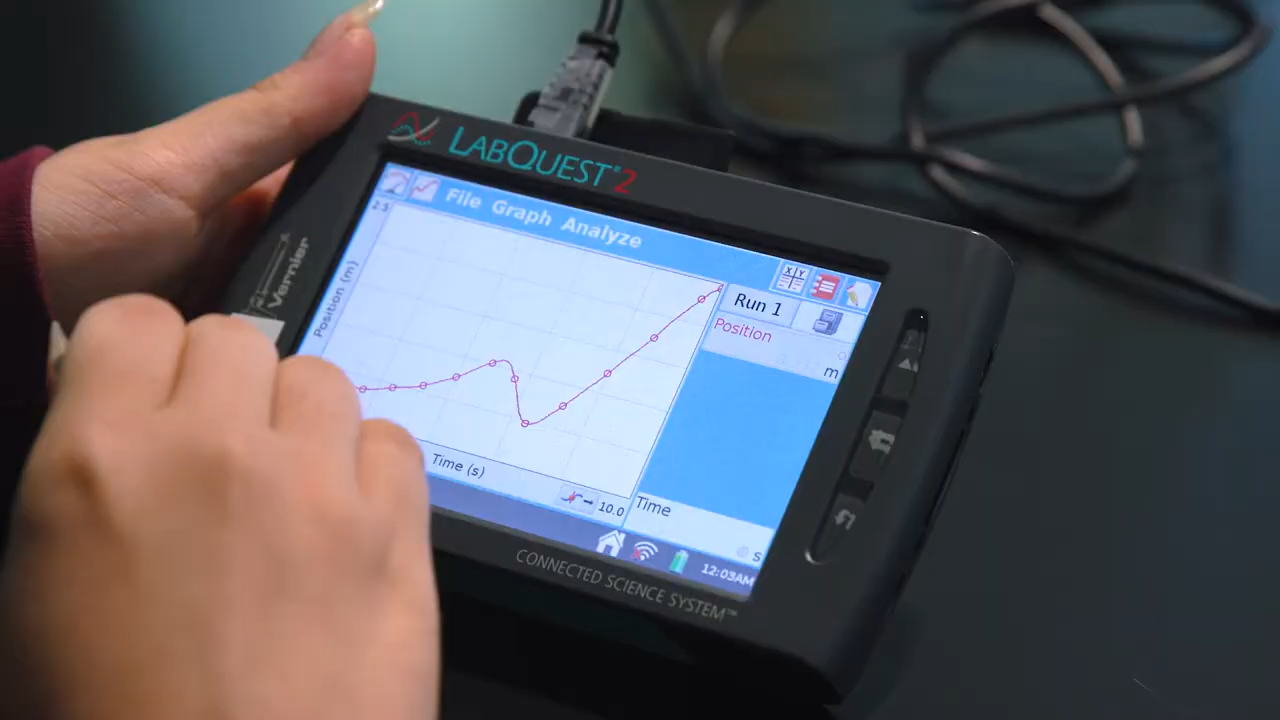 LABQUEST®2
Vernier
File Graph Analyze
2.5
Position (m)
X Y
Run 1
Position
m
Time (s)
10.0
Time
s
12:03AM
CONNECTED SCIENCE SYSTEM™